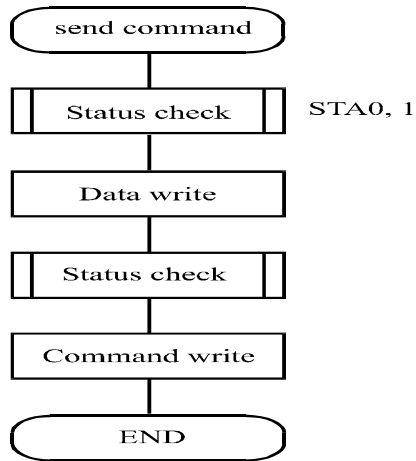 send command
Status check STA0, 1
Data write
Status check
Command write
END